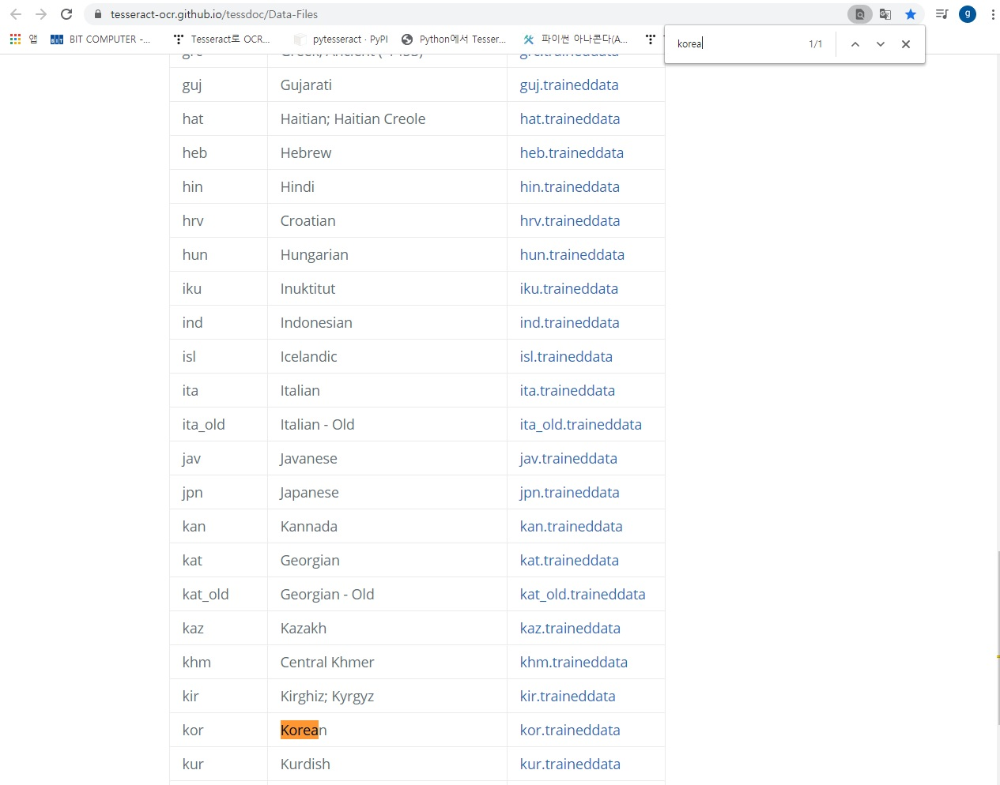 tesseract-ocr.github.io/tessdoc/Data-Files
g
앱 BIT BIT COMPUTER -... Tesseract로 OCR... pytesseract · PyPI Python에서 Tesser... 파이썬 아나콘다(A...
korea 1/1
guj Gujarati guj.traineddata
hat Haitian; Haitian Creole hat.traineddata
heb Hebrew heb.traineddata
hin Hindi hin.traineddata
hrv Croatian hrv.traineddata
hun Hungarian hun.traineddata
iku Inuktitut iku.traineddata
ind Indonesian ind.traineddata
isl Icelandic isl.traineddata
ita Italian ita.traineddata
ita_old Italian - Old ita_old.traineddata
jav Javanese jav.traineddata
jpn Japanese jpn.traineddata
kan Kannada kan.traineddata
kat Georgian kat.traineddata
kat_old Georgian - Old kat_old.traineddata
kaz Kazakh kaz.traineddata
khm Central Khmer khm.traineddata
kir Kirghiz; Kyrgyz kir.traineddata
kor Korean kor.traineddata
kur Kurdish kur.traineddata